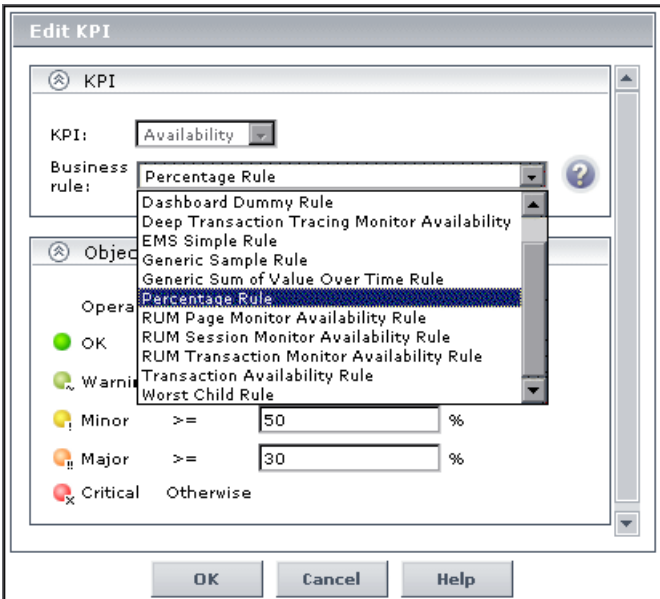 Edit KPI
KPI
KPI: Availability
Business rule: Percentage Rule
?
Dashboard Dummy Rule
Deep Transaction Tracing Monitor Availability
EMS Simple Rule
Generic Sample Rule
Generic Sum of Value Over Time Rule
Percentage Rule
RUM Page Monitor Availability Rule
RUM Session Monitor Availability Rule
RUM Transaction Monitor Availability Rule
Transaction Availability Rule
Worst Child Rule
Objec
Opera
OK
Warni
Minor >= 50 %
Major >= 30 %
Critical Otherwise
OK Cancel Help